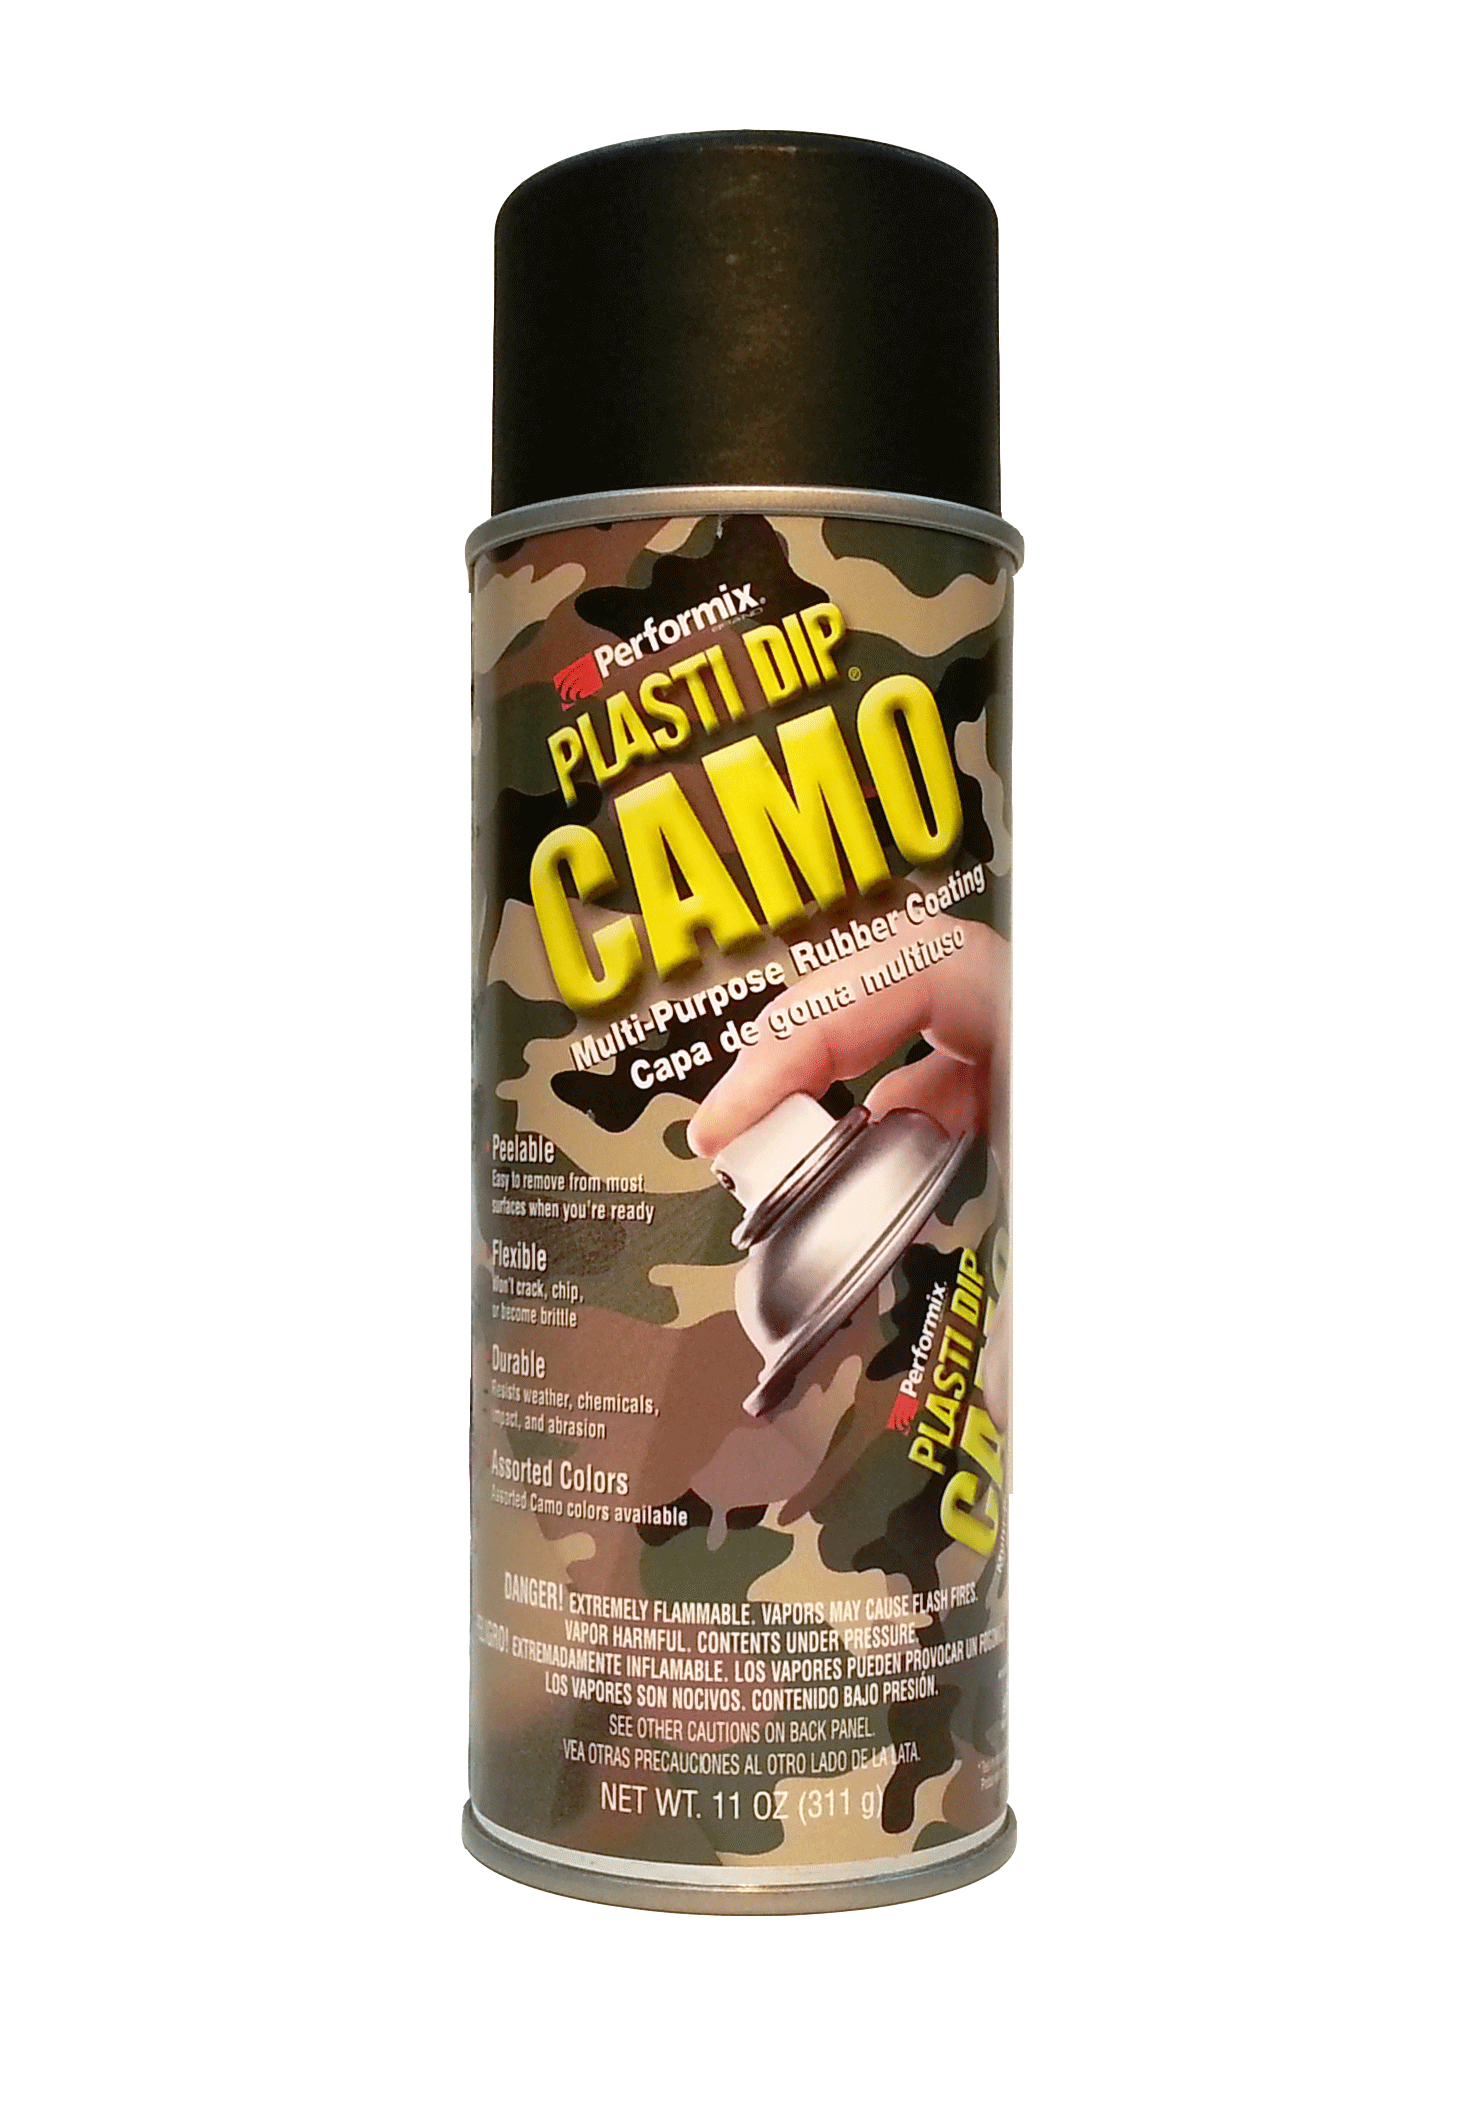 Performix®
BRAND
PLASTI DIP®
CAMO
Multi-Purpose Rubber Coating
Capa de goma multiuso
Peelable
Easy to remove from most
surfaces when you're ready
Flexible
Won't crack, chip,
or become brittle
Durable
Resists weather, chemicals,
impact, and abrasion
Assorted Colors
Assorted Camo colors available
Performix
PLASTI DIP
DANGER! EXTREMELY FLAMMABLE. VAPORS MAY CAUSE FLASH FIRES.
VAPOR HARMFUL. CONTENTS UNDER PRESSURE.
EXTREMADAMENTE INFLAMABLE. LOS VAPORES PUEDEN PROVOCAR UN
LOS VAPORES SON NOCIVOS. CONTENIDO BAJO PRESIÓN.
SEE OTHER CAUTIONS ON BACK PANEL.
VEA OTRAS PRECAUCIONES AL OTRO LADO DE LA LATA.
NET WT. 11 OZ (311 g)